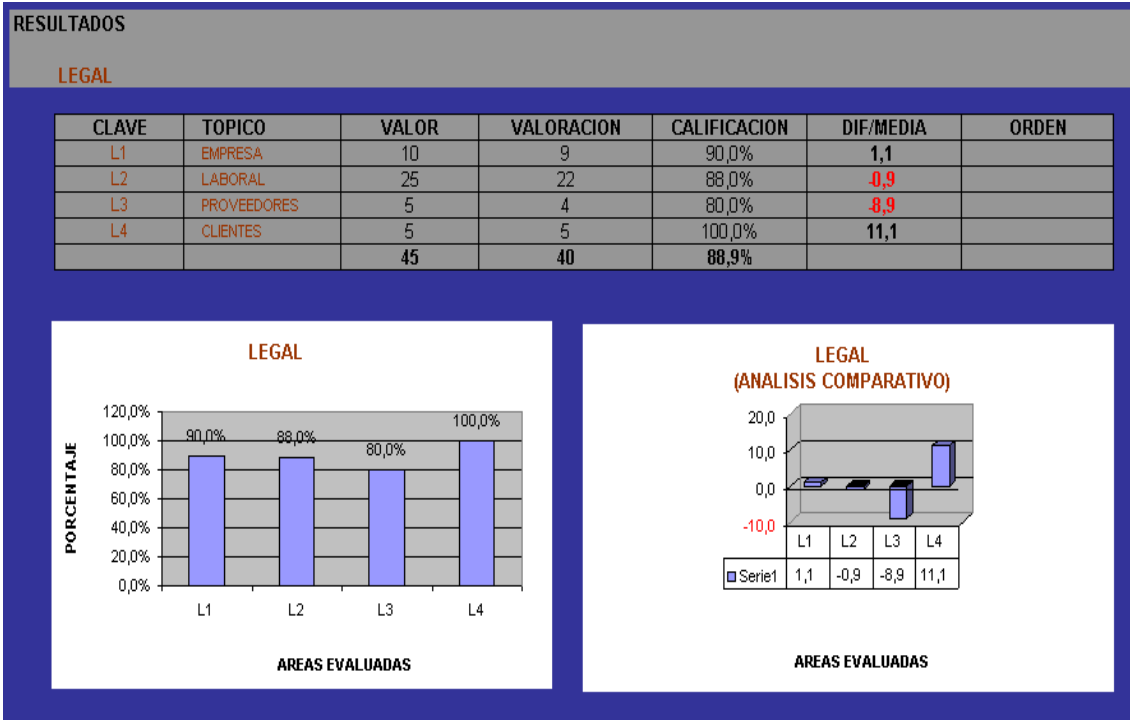 RESULTADOS
LEGAL
CLAVE TOPICO VALOR VALORACION CALIFICACION DIF/MEDIA ORDEN
L1 EMPRESA 10 9 90,0% 1,1
L2 LABORAL 25 22 88,0% -0,9
L3 PROVEEDORES 5 4 80,0% -8,9
L4 CLIENTES 5 5 100,0% 11,1
45 40 88,9%
LEGAL
PORCENTAJE
120,0%
100,0%
80,0%
60,0%
40,0%
20,0%
0,0%
90,0% 88,0% 80,0% 100,0%
L1 L2 L3 L4
AREAS EVALUADAS
LEGAL
(ANALISIS COMPARATIVO)
20,0
10,0
0,0
-10,0
L1 L2 L3 L4
Serie1 1,1 -0,9 -8,9 11,1
AREAS EVALUADAS